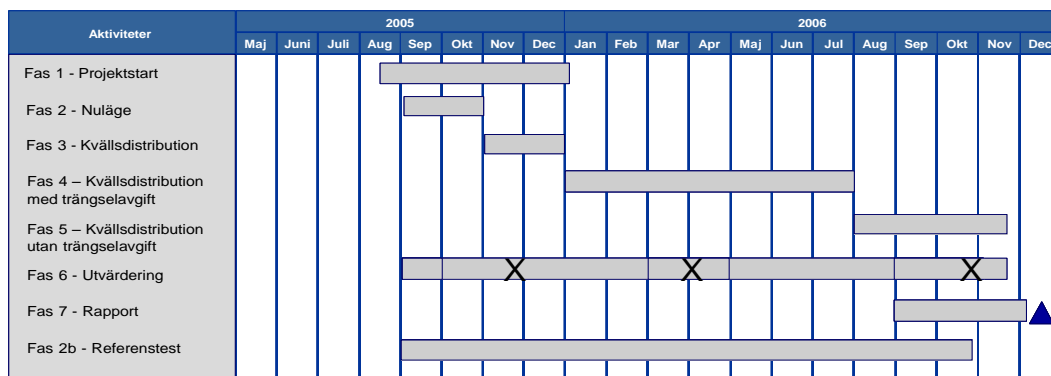 Aktiviteter
2005
2006
Maj Juni Juli Aug Sep Okt Nov Dec Jan Feb Mar Apr Maj Jun Jul Aug Sep Okt Nov Dec
Fas 1 - Projektstart
Fas 2 - Nuläge
Fas 3 - Kvällsdistribution
Fas 4 – Kvällsdistribution
med trängselavgift
Fas 5 – Kvällsdistribution
utan trängselavgift
Fas 6 - Utvärdering
X X X
Fas 7 - Rapport
Fas 2b - Referenstest